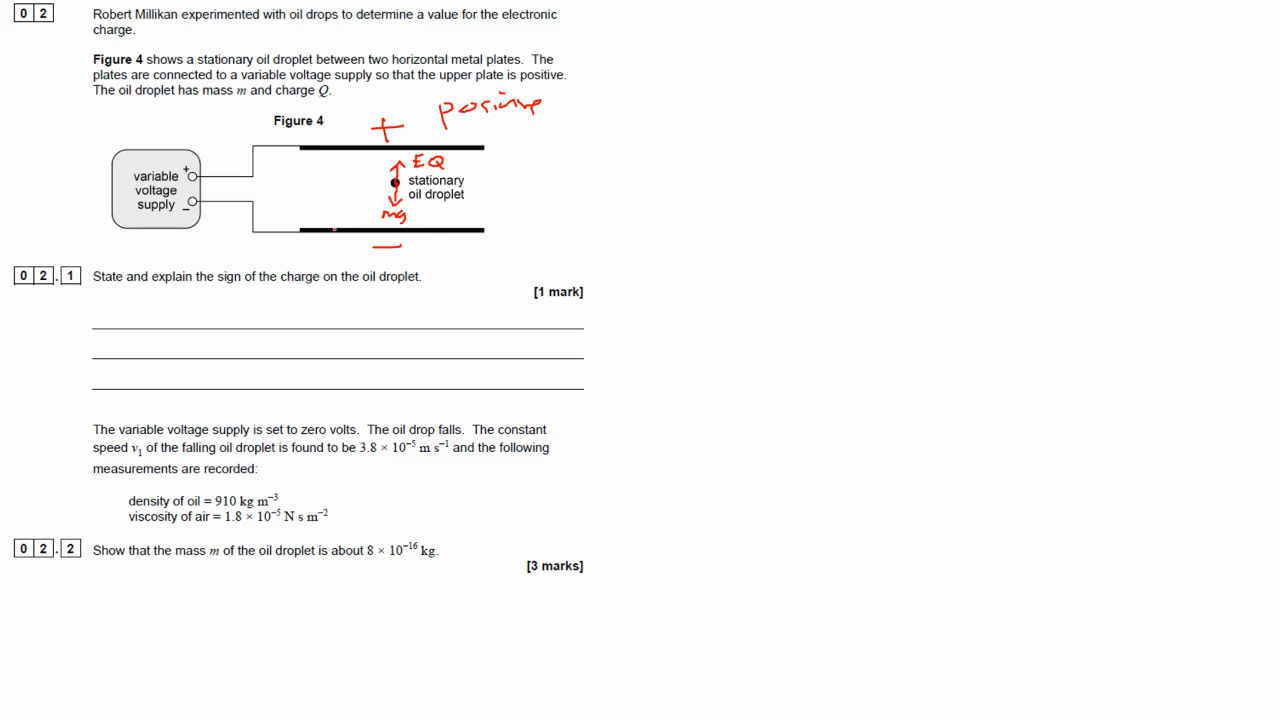 0 2 Robert Millikan experimented with oil drops to determine a value for the electronic
charge.
Figure 4 shows a stationary oil droplet between two horizontal metal plates. The
plates are connected to a variable voltage supply so that the upper plate is positive.
The oil droplet has mass m and charge Q.
positive
Figure 4
+
EQ
variable
voltage
supply
+
−
stationary
oil droplet
mg
−
0 2 . 1 State and explain the sign of the charge on the oil droplet.
[1 mark]
The variable voltage supply is set to zero volts. The oil drop falls. The constant
speed v₁ of the falling oil droplet is found to be 3.8 × 10⁻⁵ m s⁻¹ and the following
measurements are recorded:
density of oil = 910 kg m⁻³
viscosity of air = 1.8 × 10⁻⁵ N s m⁻²
0 2 . 2 Show that the mass m of the oil droplet is about 8 × 10⁻¹⁶ kg.
[3 marks]